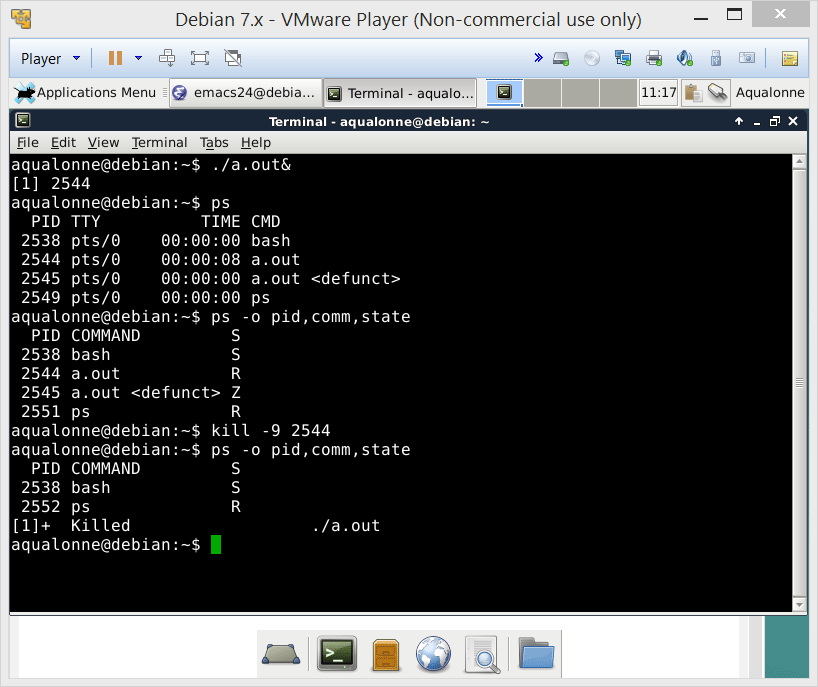 Debian 7.x - VMware Player (Non-commercial use only)
Player
Applications Menu emacs24@debia... Terminal - aqualo... 11:17 Aqualonne
Terminal - aqualonne@debian: ~
File Edit View Terminal Tabs Help
aqualonne@debian:~$ ./a.out&
[1] 2544
aqualonne@debian:~$ ps
  PID TTY          TIME CMD
 2538 pts/0    00:00:00 bash
 2544 pts/0    00:00:08 a.out
 2545 pts/0    00:00:00 a.out <defunct>
 2549 pts/0    00:00:00 ps
aqualonne@debian:~$ ps -o pid,comm,state
  PID COMMAND         S
 2538 bash            S
 2544 a.out           R
 2545 a.out <defunct> Z
 2551 ps              R
aqualonne@debian:~$ kill -9 2544
aqualonne@debian:~$ ps -o pid,comm,state
  PID COMMAND         S
 2538 bash            S
 2552 ps              R
[1]+  Killed                  ./a.out
aqualonne@debian:~$